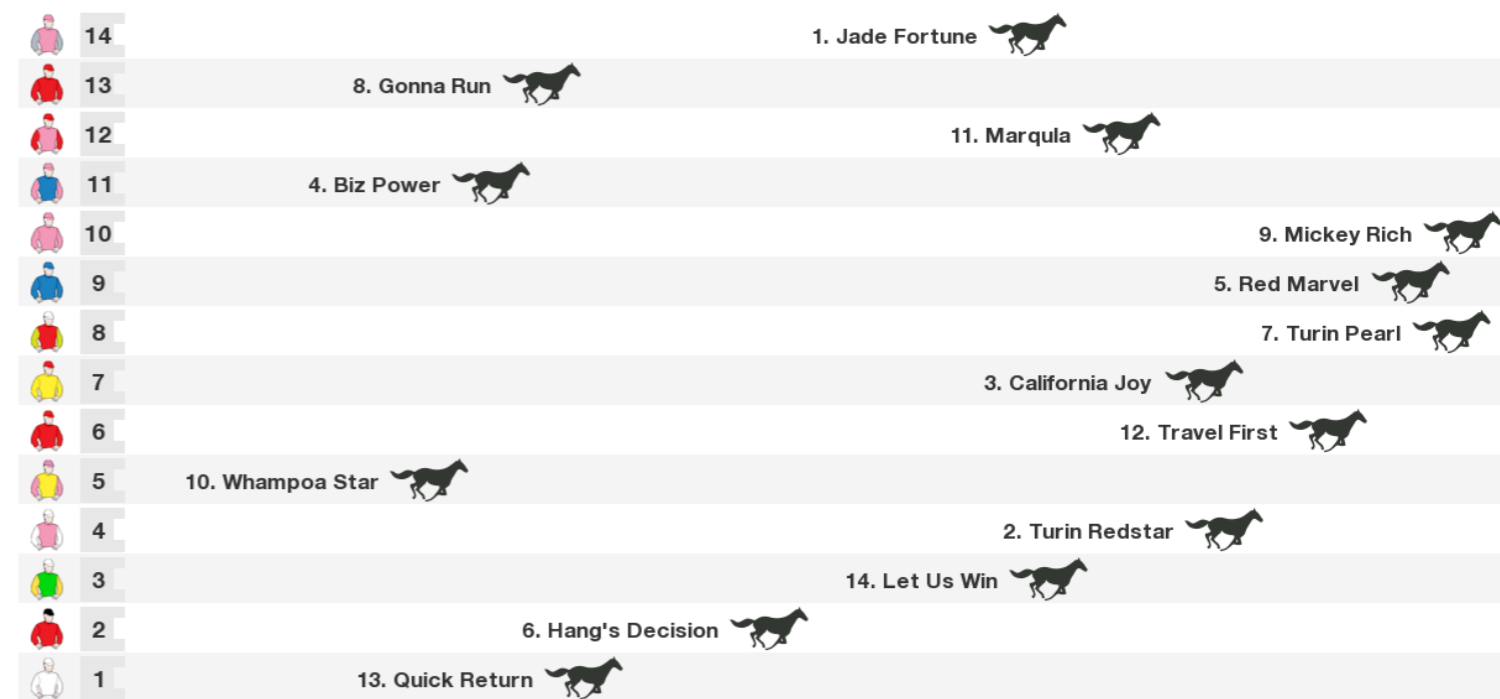 14 1. Jade Fortune
13 8. Gonna Run
12 11. Marqula
11 4. Biz Power
10 9. Mickey Rich
9 5. Red Marvel
8 7. Turin Pearl
7 3. California Joy
6 12. Travel First
5 10. Whampoa Star
4 2. Turin Redstar
3 14. Let Us Win
2 6. Hang's Decision
1 13. Quick Return